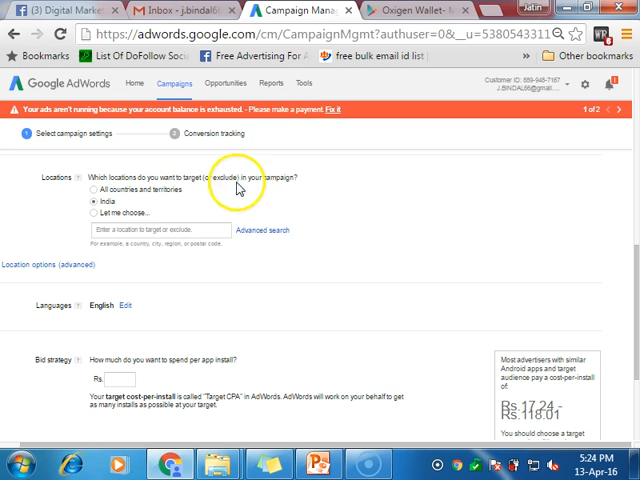 (3) Digital Marketing
Inbox - j.bindal66
Campaign Mana
Oxigen Wallet-
Jatin
https://adwords.google.com/cm/CampaignMgmt?authuser=0&__u=5380543311
Bookmarks
List Of DoFollow Soci
Free Advertising For
free bulk email id list |
Other bookmarks
Google AdWords
Home
Campaigns
Opportunities
Reports
Tools
Customer ID: 889-948-7167
J.BINDAL66@gmail....
Your ads aren't running because your account balance is exhausted. - Please make a payment. Fix it
1 of 2
1 Select campaign settings
2 Conversion tracking
Locations ? Which locations do you want to target (or exclude) in your campaign?
All countries and territories
India
Let me choose...
Enter a location to target or exclude.
Advanced search
For example, a country, city, region, or postal code.
Location options (advanced)
Languages ? English Edit
Bid strategy ? How much do you want to spend per app install?
Rs.
Your target cost-per-install is called "Target CPA" in AdWords. AdWords will work on your behalf to get
as many installs as possible at your target.
Most advertisers with similar
Android apps and target
audience pay a cost-per-install
of:
Rs.17.24 -
Rs.118.01
You should choose a target
5:24 PM
13-Apr-16